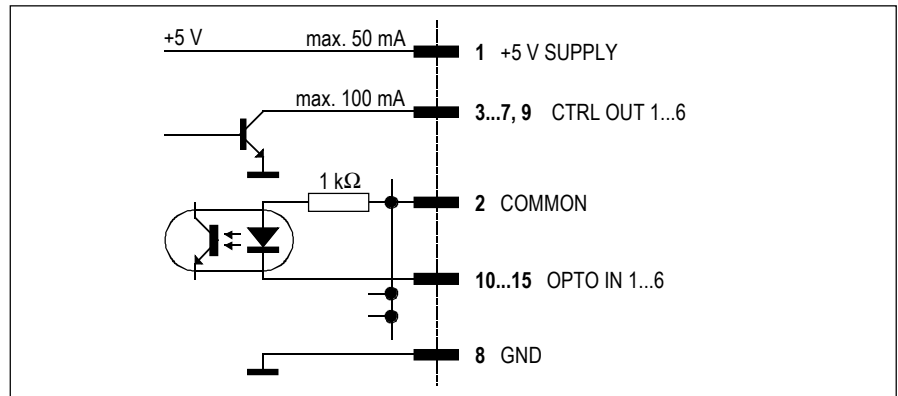 +5 V max. 50 mA 1 +5 V SUPPLY
max. 100 mA 3...7, 9 CTRL OUT 1...6
1 kΩ 2 COMMON
10...15 OPTO IN 1...6
8 GND